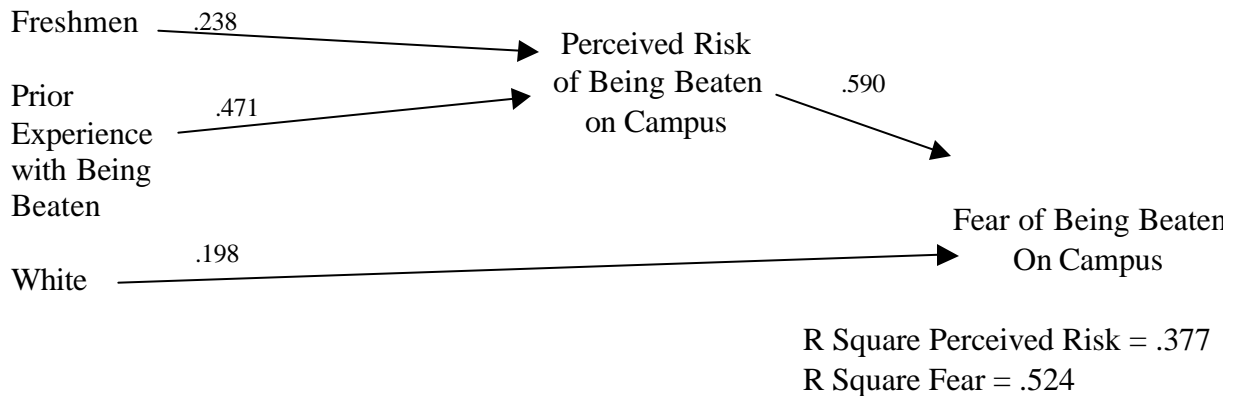 Freshmen
.238
Perceived Risk
of Being Beaten
on Campus
.590
Prior
Experience
with Being
Beaten
.471
Fear of Being Beaten
On Campus
White
.198
R Square Perceived Risk = .377
R Square Fear = .524